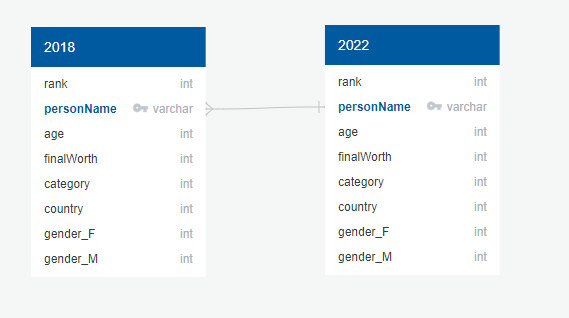 2018
rank int
personName varchar
age int
finalWorth int
category int
country int
gender_F int
gender_M int
2022
rank int
personName varchar
age int
finalWorth int
category int
country int
gender_F int
gender_M int